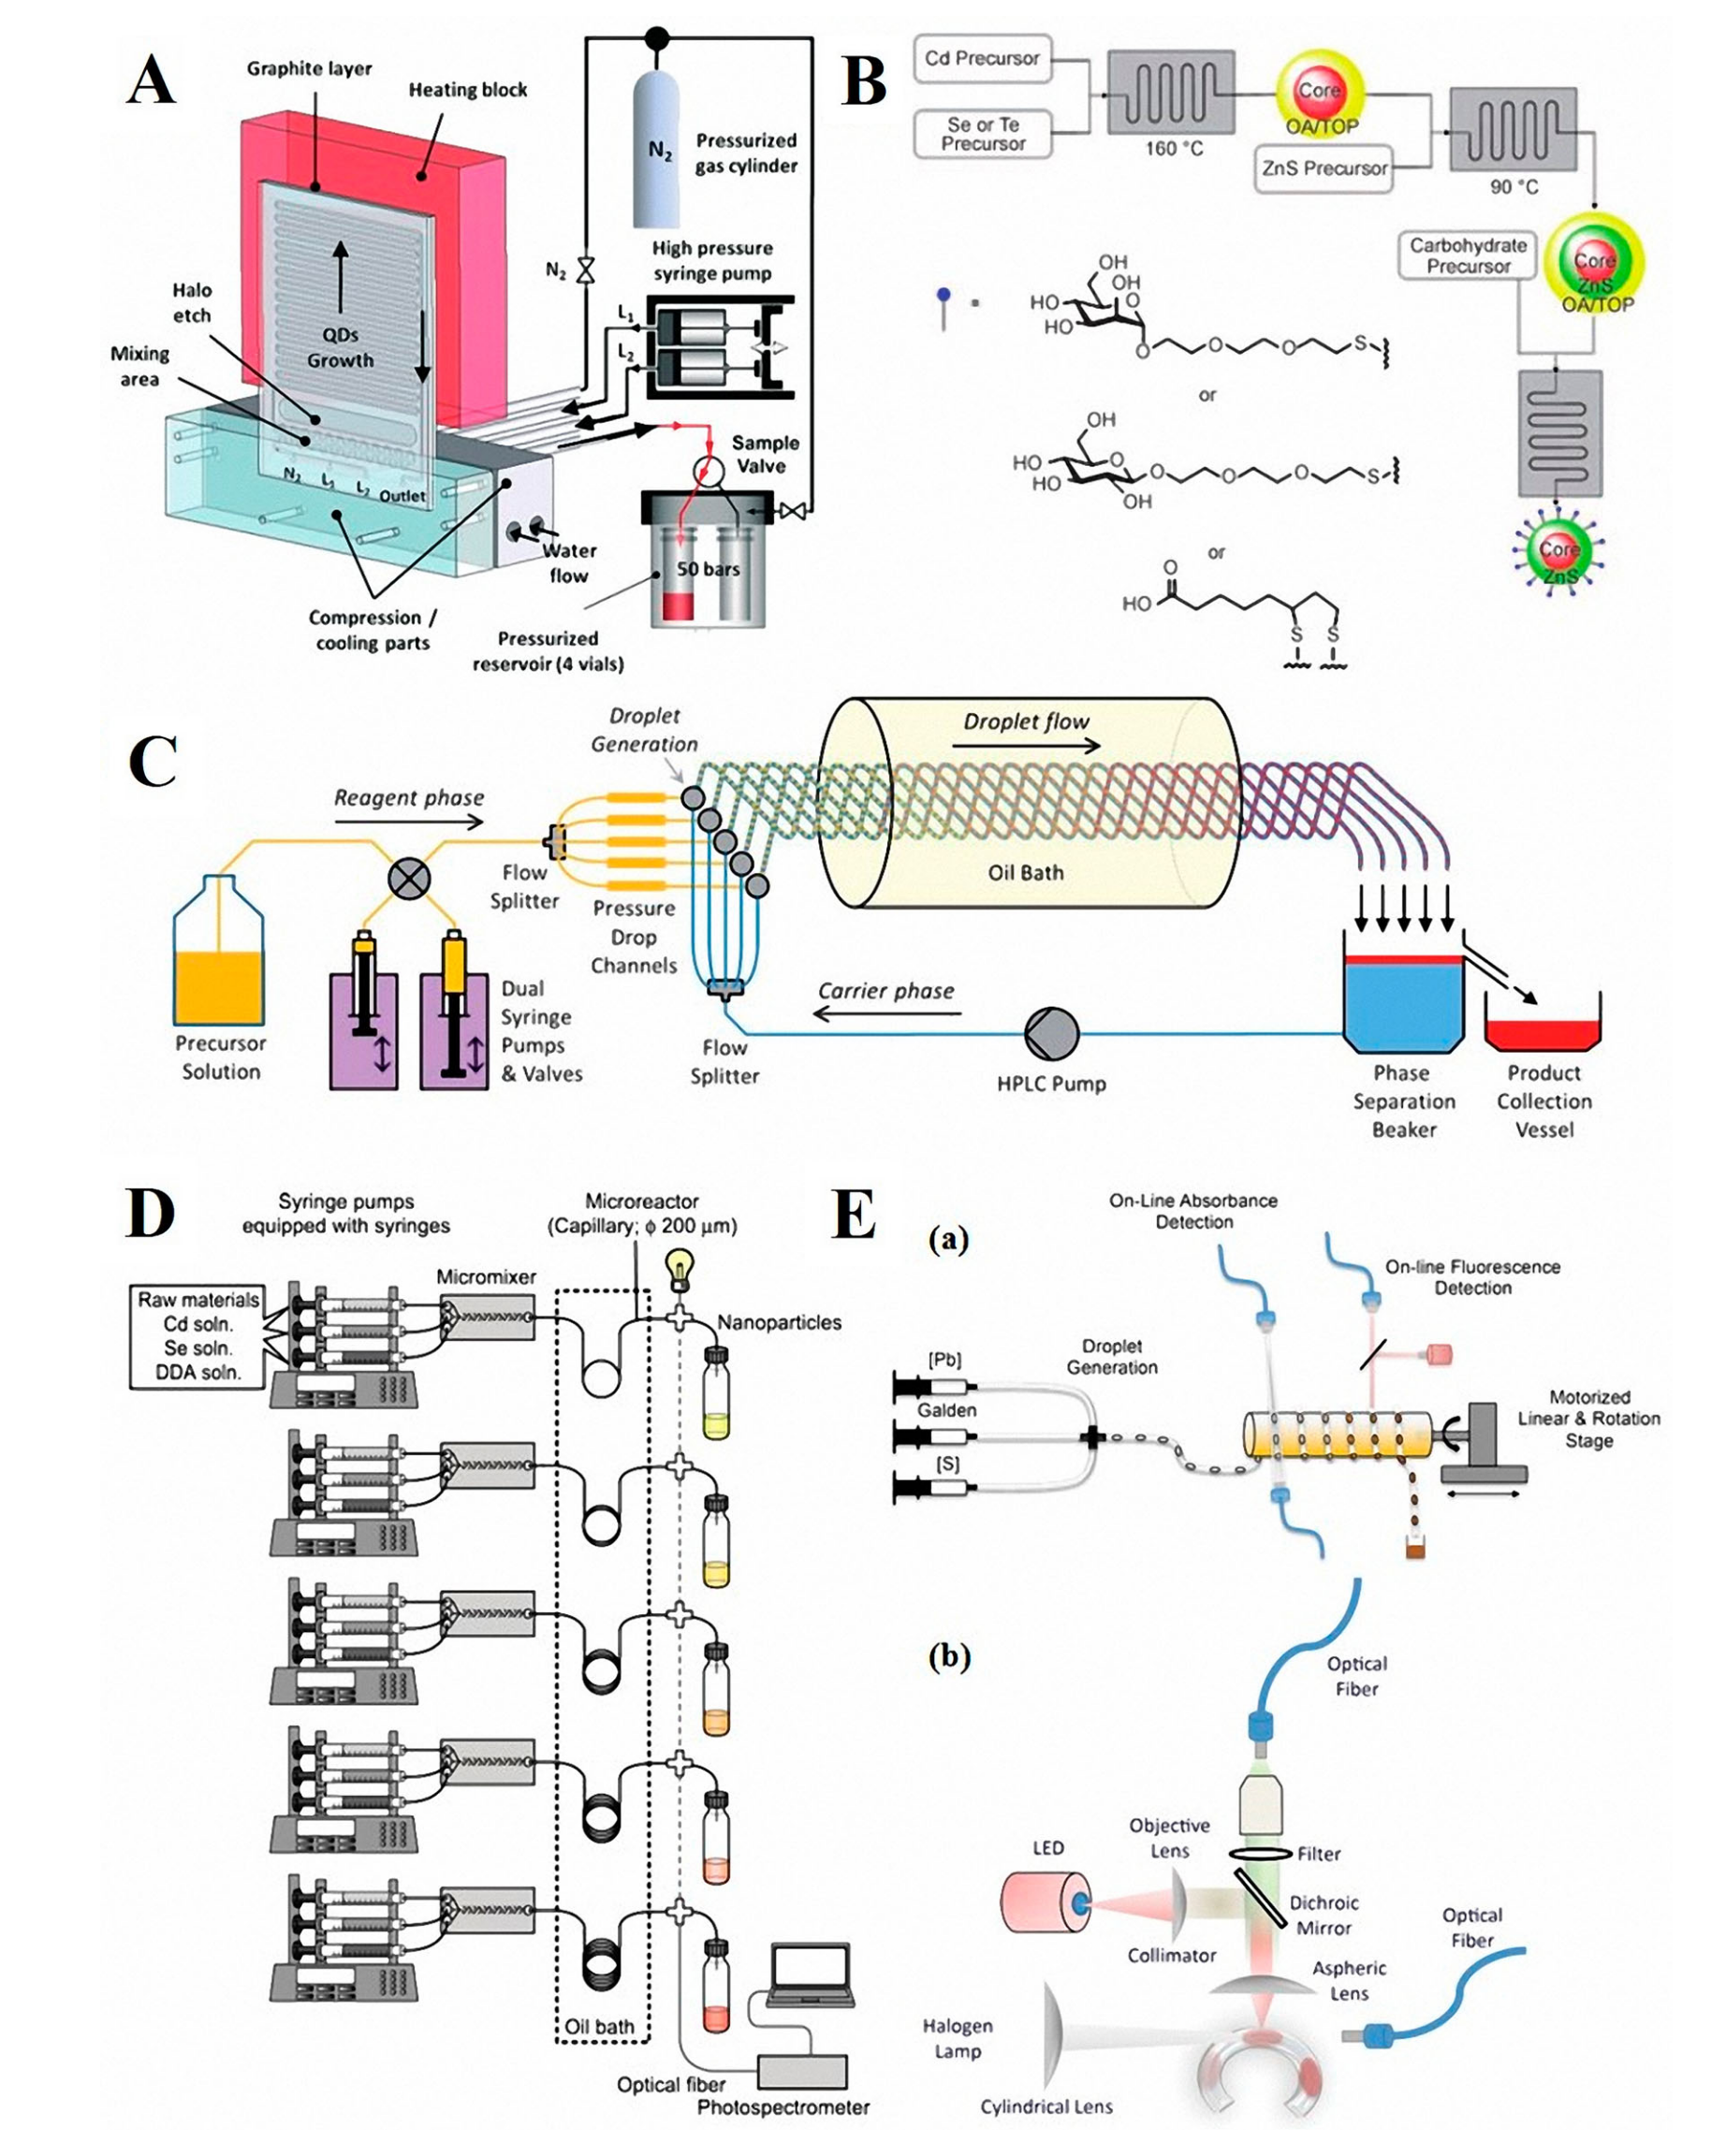 A
Graphite layer
Heating block
Halo
etch
Mixing
area
QDs
Growth
N2
L1
L2
Outlet
Water
flow
Compression /
cooling parts
N2
Pressurized
gas cylinder
N2
High pressure
syringe pump
L1
L2
Sample
Valve
50 bars
Pressurized
reservoir (4 vials)
B
Cd Precursor
Se or Te
Precursor
160 °C
Core
OA/TOP
ZnS Precursor
90 °C
Carbohydrate
Precursor
Core
ZnS
OA/TOP
Core
ZnS
OH
OH
HO
O
HO
O
O
O
S
or
OH
HO
O
HO
OH
O
O
O
S
or
O
HO
S
S
C
Reagent phase
Droplet
Generation
Droplet flow
Oil Bath
Flow
Splitter
Pressure
Drop
Channels
Precursor
Solution
Dual
Syringe
Pumps
& Valves
Flow
Splitter
Carrier phase
HPLC Pump
Phase
Separation
Beaker
Product
Collection
Vessel
D
Syringe pumps
equipped with syringes
Microreactor
(Capillary; ϕ 200 µm)
Raw materials
Cd soln.
Se soln.
DDA soln.
Micromixer
Nanoparticles
Oil bath
Optical fiber
Photospectrometer
E
(a)
On-Line Absorbance
Detection
On-line Fluorescence
Detection
Droplet
Generation
[Pb]
Galden
[S]
Motorized
Linear & Rotation
Stage
(b)
Optical
Fiber
Objective
Lens
LED
Filter
Dichroic
Mirror
Collimator
Optical
Fiber
Aspheric
Lens
Halogen
Lamp
Cylindrical Lens